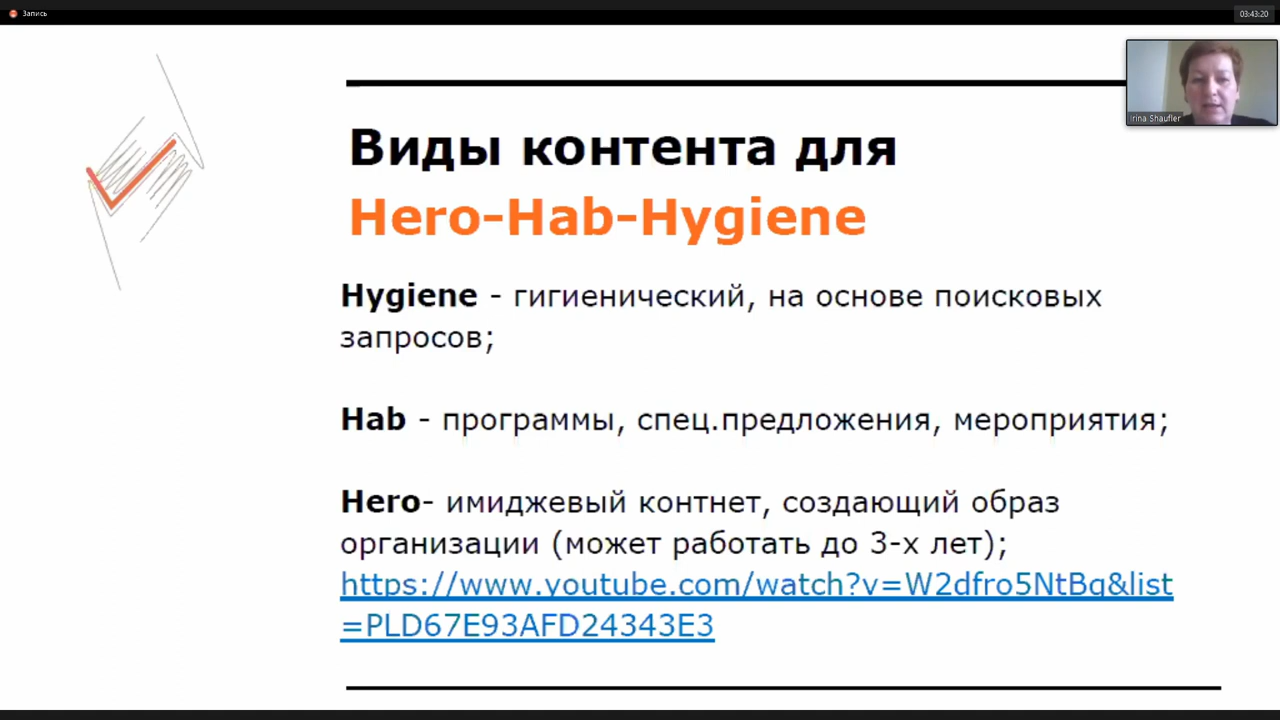 Запись
03:43:20
Irina Shaufler
Виды контента для
Hero-Hab-Hygiene
Hygiene - гигиенический, на основе поисковых
запросов;
Hab - программы, спец.предложения, мероприятия;
Hero- имиджевый контнет, создающий образ
организации (может работать до 3-х лет);
https://www.youtube.com/watch?v=W2dfro5NtBq&list
=PLD67E93AFD24343E3